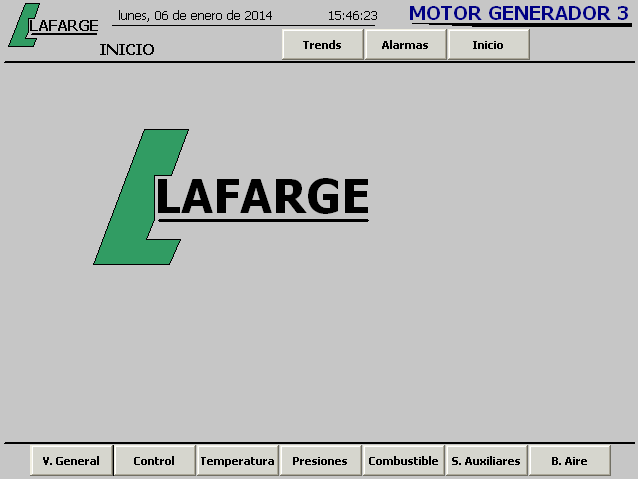 LAFARGE
lunes, 06 de enero de 2014 15:46:23
MOTOR GENERADOR 3
INICIO
Trends Alarmas Inicio
LAFARGE
V. General Control Temperatura Presiones Combustible S. Auxiliares B. Aire